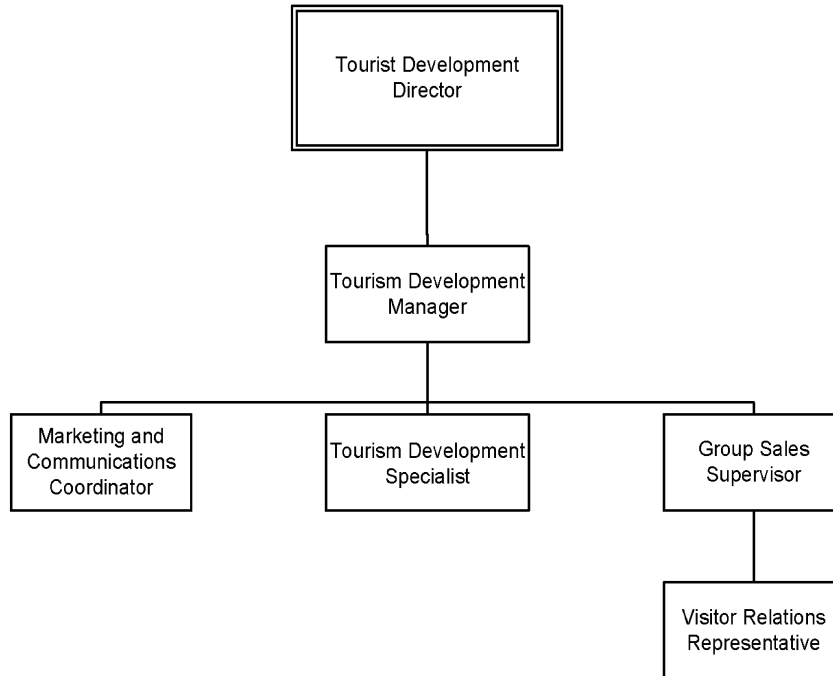 Tourist Development
Director
Tourism Development
Manager
Marketing and
Communications
Coordinator
Tourism Development
Specialist
Group Sales
Supervisor
Visitor Relations
Representative